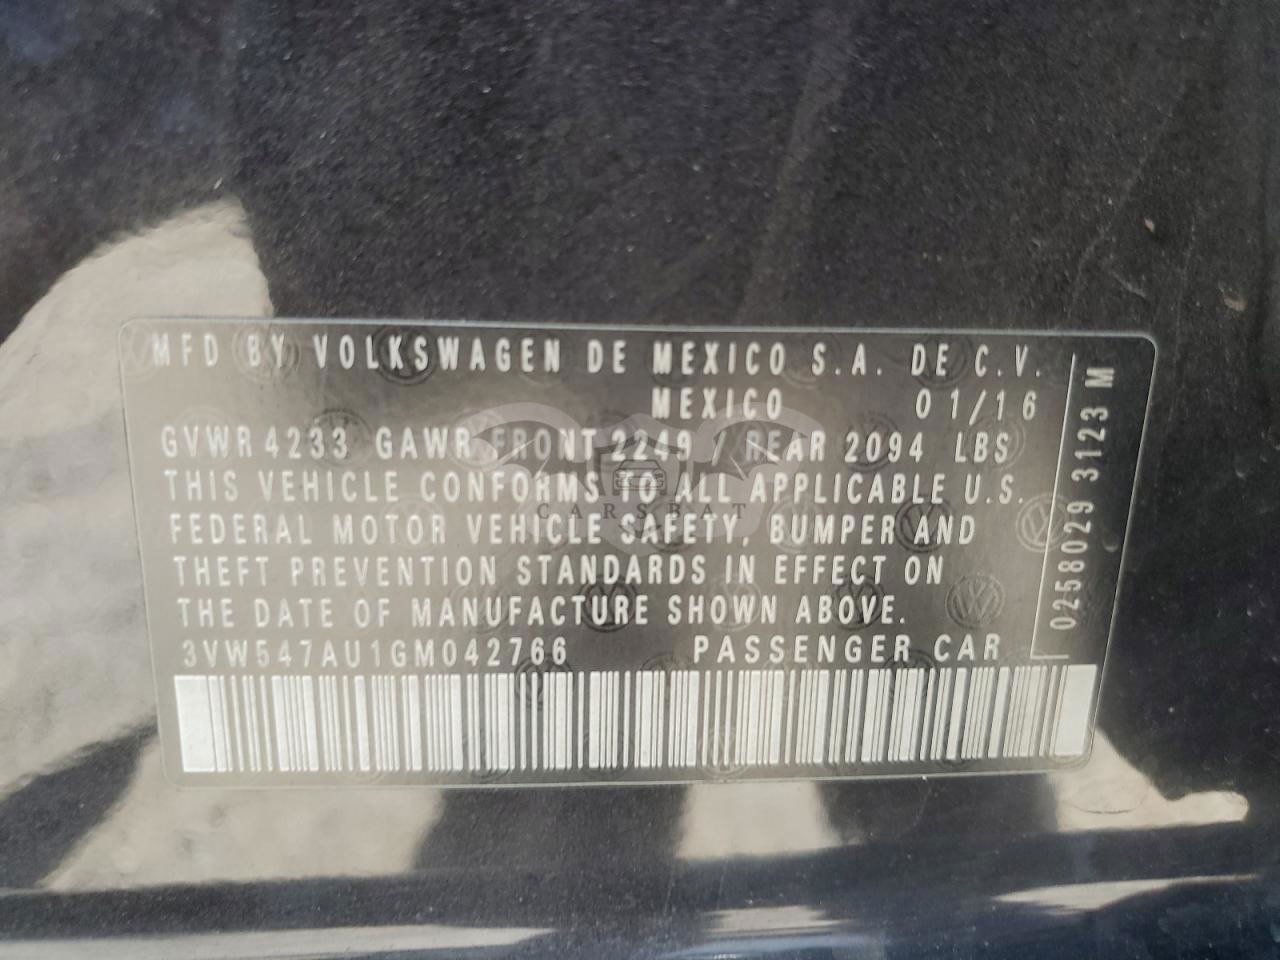 MFD BY VOLKSWAGEN DE MEXICO S.A. DE C.V.
MEXICO 01/16
GVWR 4233 GAWR FRONT 2249 / REAR 2094 LBS
THIS VEHICLE CONFORMS TO ALL APPLICABLE U.S.
FEDERAL MOTOR VEHICLE SAFETY, BUMPER AND
THEFT PREVENTION STANDARDS IN EFFECT ON
THE DATE OF MANUFACTURE SHOWN ABOVE.
3VW547AU1GM042766 PASSENGER CAR
0258029 3123 M
CARSBAT